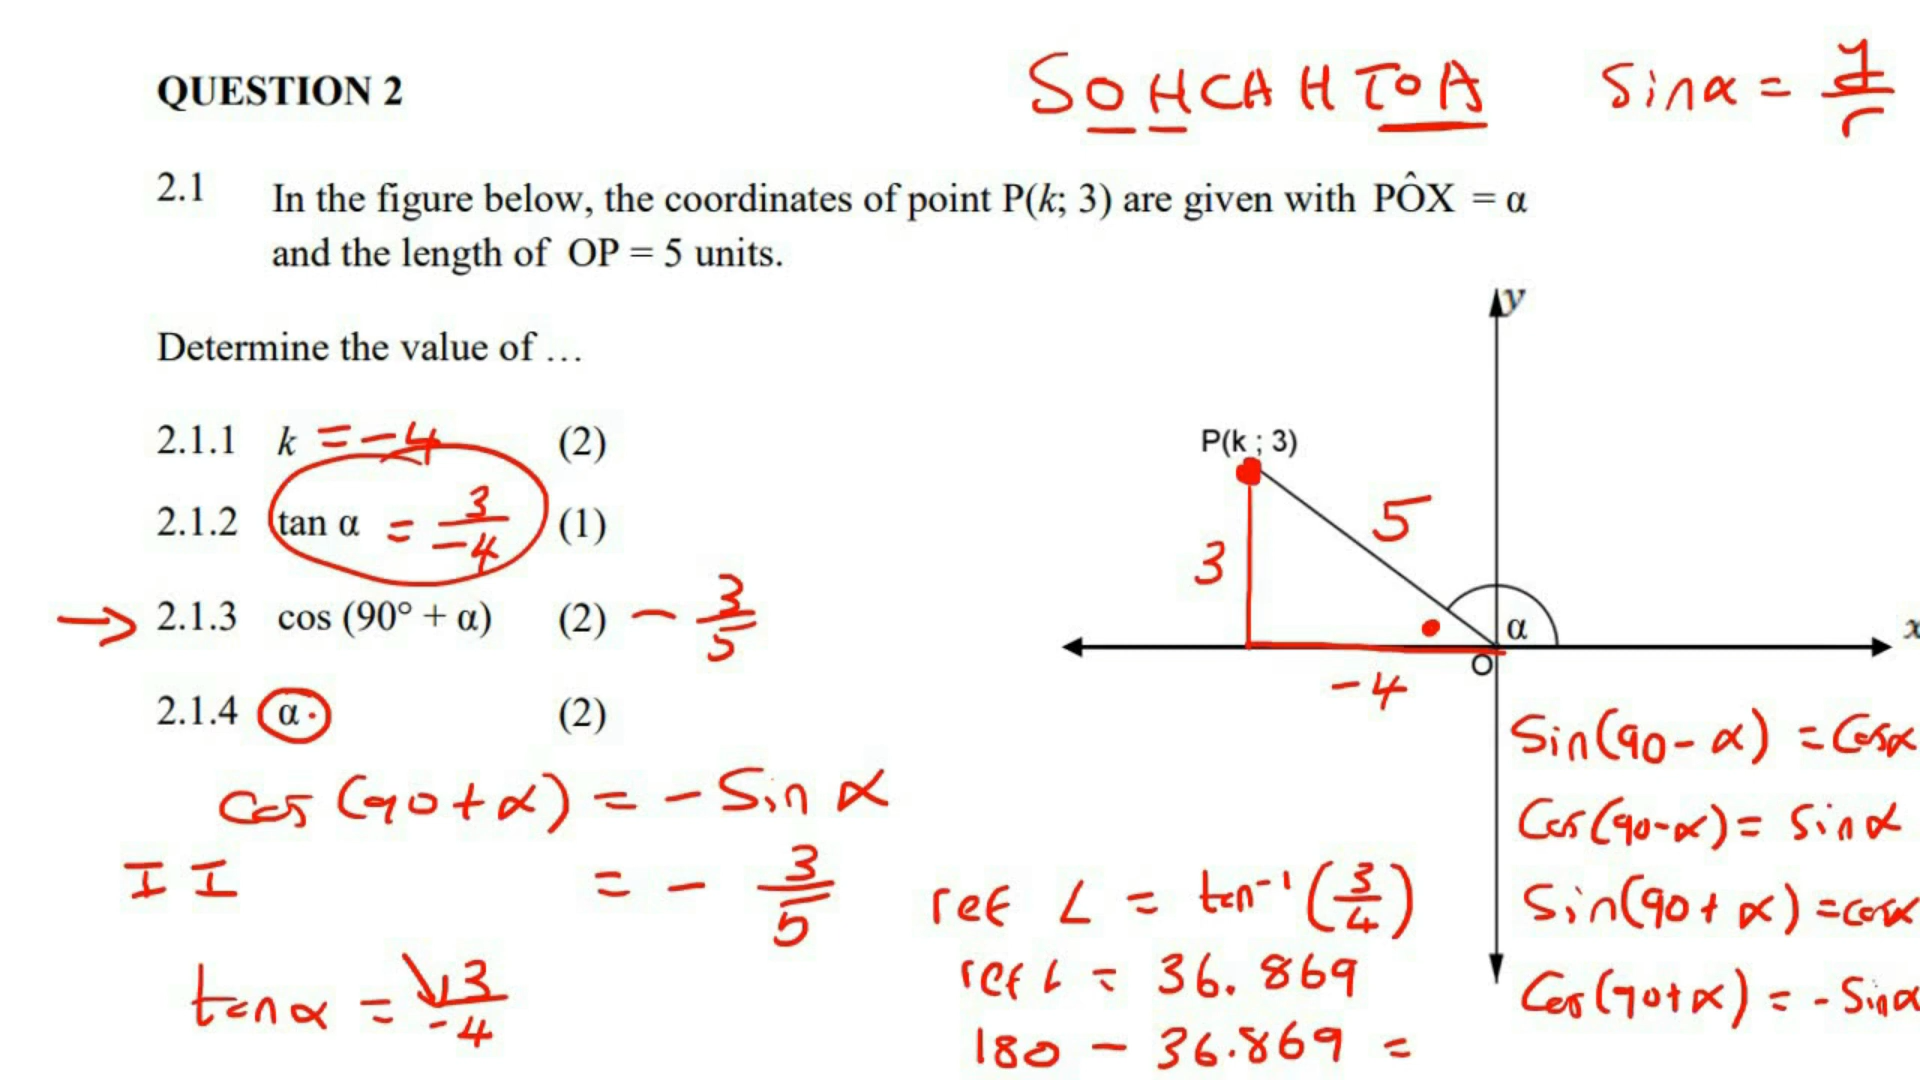 QUESTION 2
SOHCAHTOA
Sinα = y/r
2.1 In the figure below, the coordinates of point P(k; 3) are given with PÔX = α
and the length of OP = 5 units.
Determine the value of …
2.1.1 k = -4 (2)
2.1.2 tan α = 3/-4 (1)
2.1.3 cos (90° + α) (2) - 3/5
2.1.4 α. (2)
cos (90 + α) = - Sin α
II = - 3/5
tan α = 3/-4
y
P(k ; 3)
5
3
α
x
O
-4
ref ∠ = tan⁻¹ (3/4)
ref ∠ = 36.869
180 - 36.869 =
Sin(90 - α) = Cosα
Cos(90-α) = Sinα
Sin(90 + α) = cosα
Cos(90+α) = - Sinα